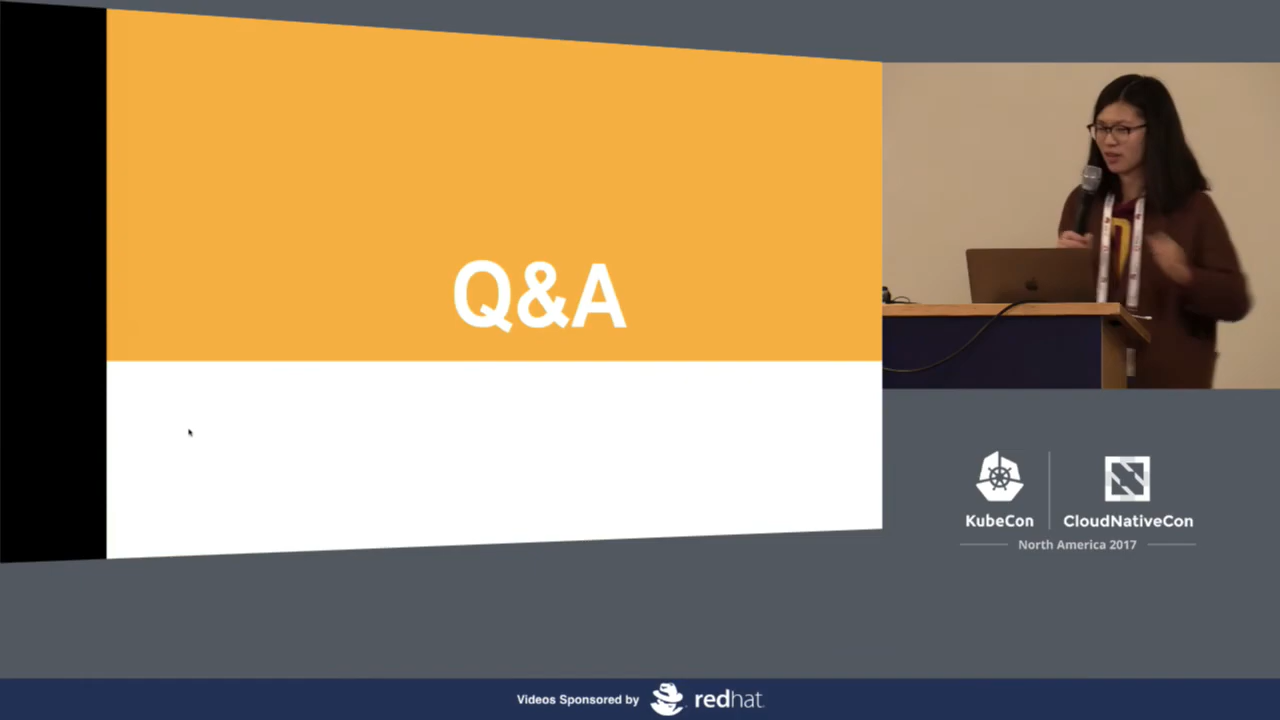 Q&A
KubeCon
CloudNativeCon
North America 2017
Videos Sponsored by
redhat